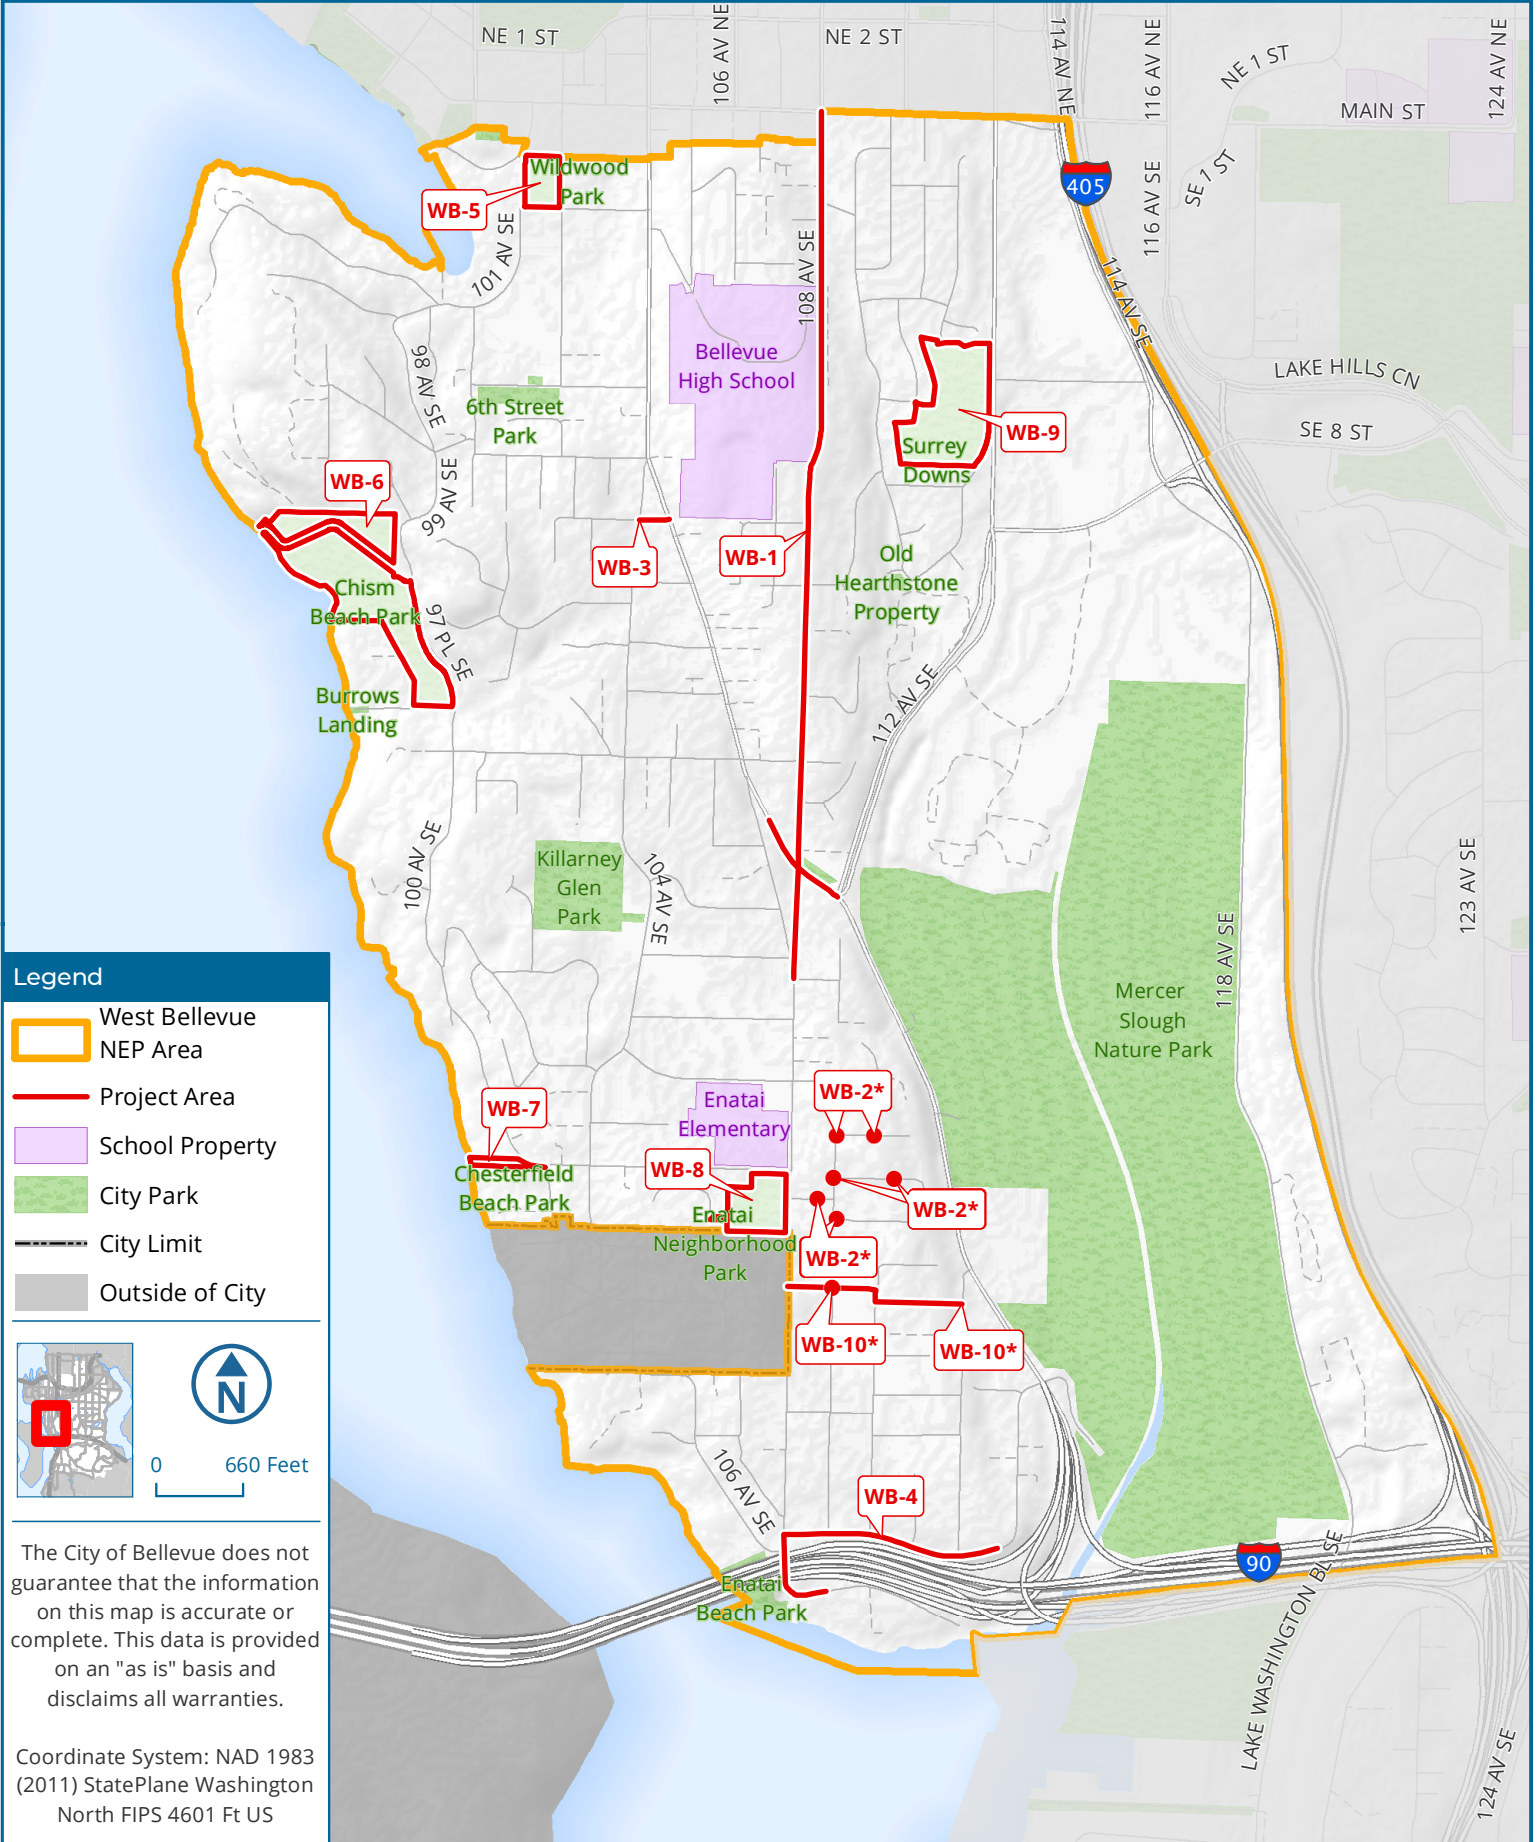 NE 1 ST
106 AV NE
NE 2 ST
114 AV NE
116 AV NE
NE 1 ST
MAIN ST
124 AV NE
405
Wildwood
Park
WB-5
101 AV SE
108 AV SE
116 AV SE
SE 1 ST
114 AV SE
Bellevue
High School
98 AV SE
6th Street
Park
LAKE HILLS CN
SE 8 ST
WB-9
Surrey
Downs
WB-6
99 AV SE
WB-3
WB-1
Old
Hearthstone
Property
Chism
Beach Park
97 PL SE
Burrows
Landing
112 AV SE
100 AV SE
Killarney
Glen
Park
104 AV SE
118 AV SE
123 AV SE
Mercer
Slough
Nature Park
WB-7
Chesterfield
Beach Park
Enatai
Elementary
WB-2*
WB-8
WB-2*
Enatai
Neighborhood
Park
WB-2*
WB-10*
WB-10*
106 AV SE
WB-4
90
Enatai
Beach Park
LAKE WASHINGTON BL SE
124 AV SE
Legend
West Bellevue
NEP Area
Project Area
School Property
City Park
City Limit
Outside of City
N
0 660 Feet
The City of Bellevue does not
guarantee that the information
on this map is accurate or
complete. This data is provided
on an "as is" basis and
disclaims all warranties.
Coordinate System: NAD 1983
(2011) StatePlane Washington
North FIPS 4601 Ft US